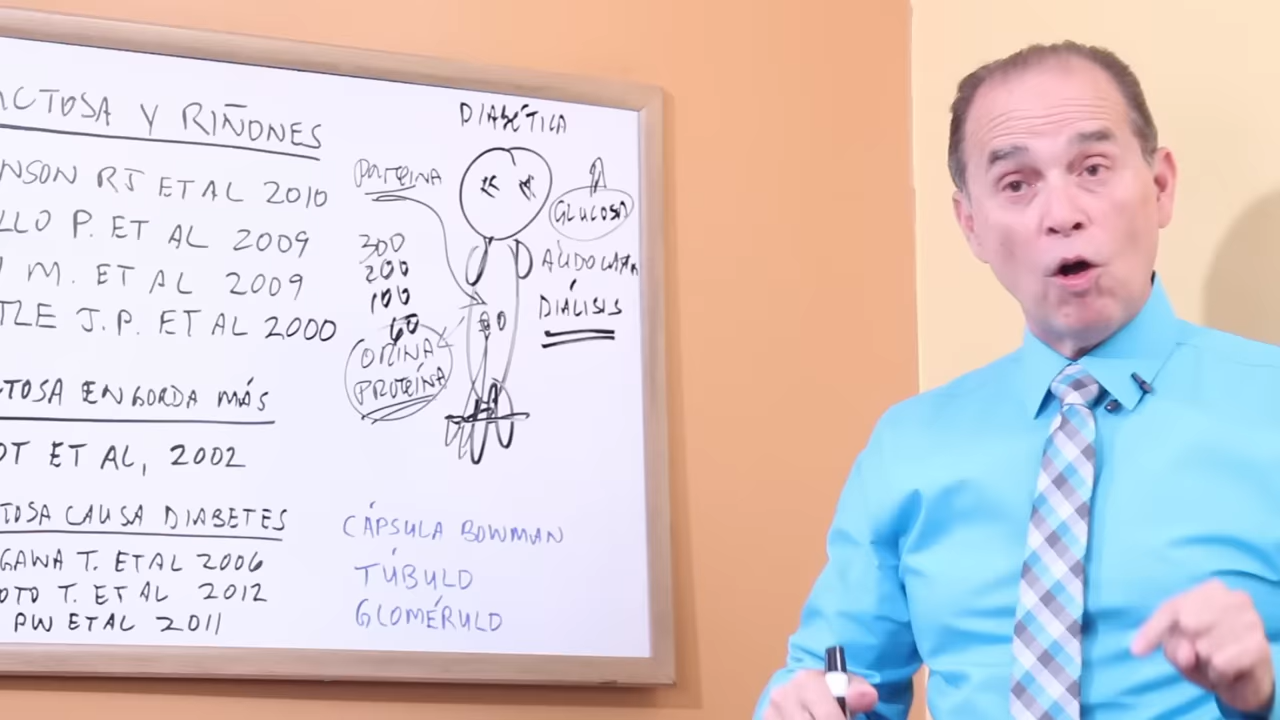 ACTOSA Y RIÑONES
NSON RJ ET AL 2010
LLO P. ET AL 2009
M. ET AL 2009
TLE J.P. ET AL 2000
TOSA ENGORDA MÁS
OT ET AL, 2002
TOSA CAUSA DIABETES
GAWA T. ET AL 2006
OTO T. ET AL 2012
PW ET AL 2011
DIABÉTICA
PROTEINA
GLUCOSA
300
200
100
60
DIÁLISIS
ORINA
PROTEÍNA
CÁPSULA BOWMAN
TÚBULO
GLOMÉRULO